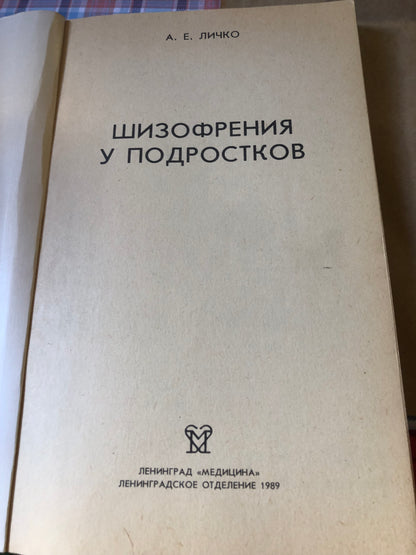 А. Е. ЛИЧКО
ШИЗОФРЕНИЯ
У ПОДРОСТКОВ
ЛЕНИНГРАД «МЕДИЦИНА»
ЛЕНИНГРАДСКОЕ ОТДЕЛЕНИЕ 1989